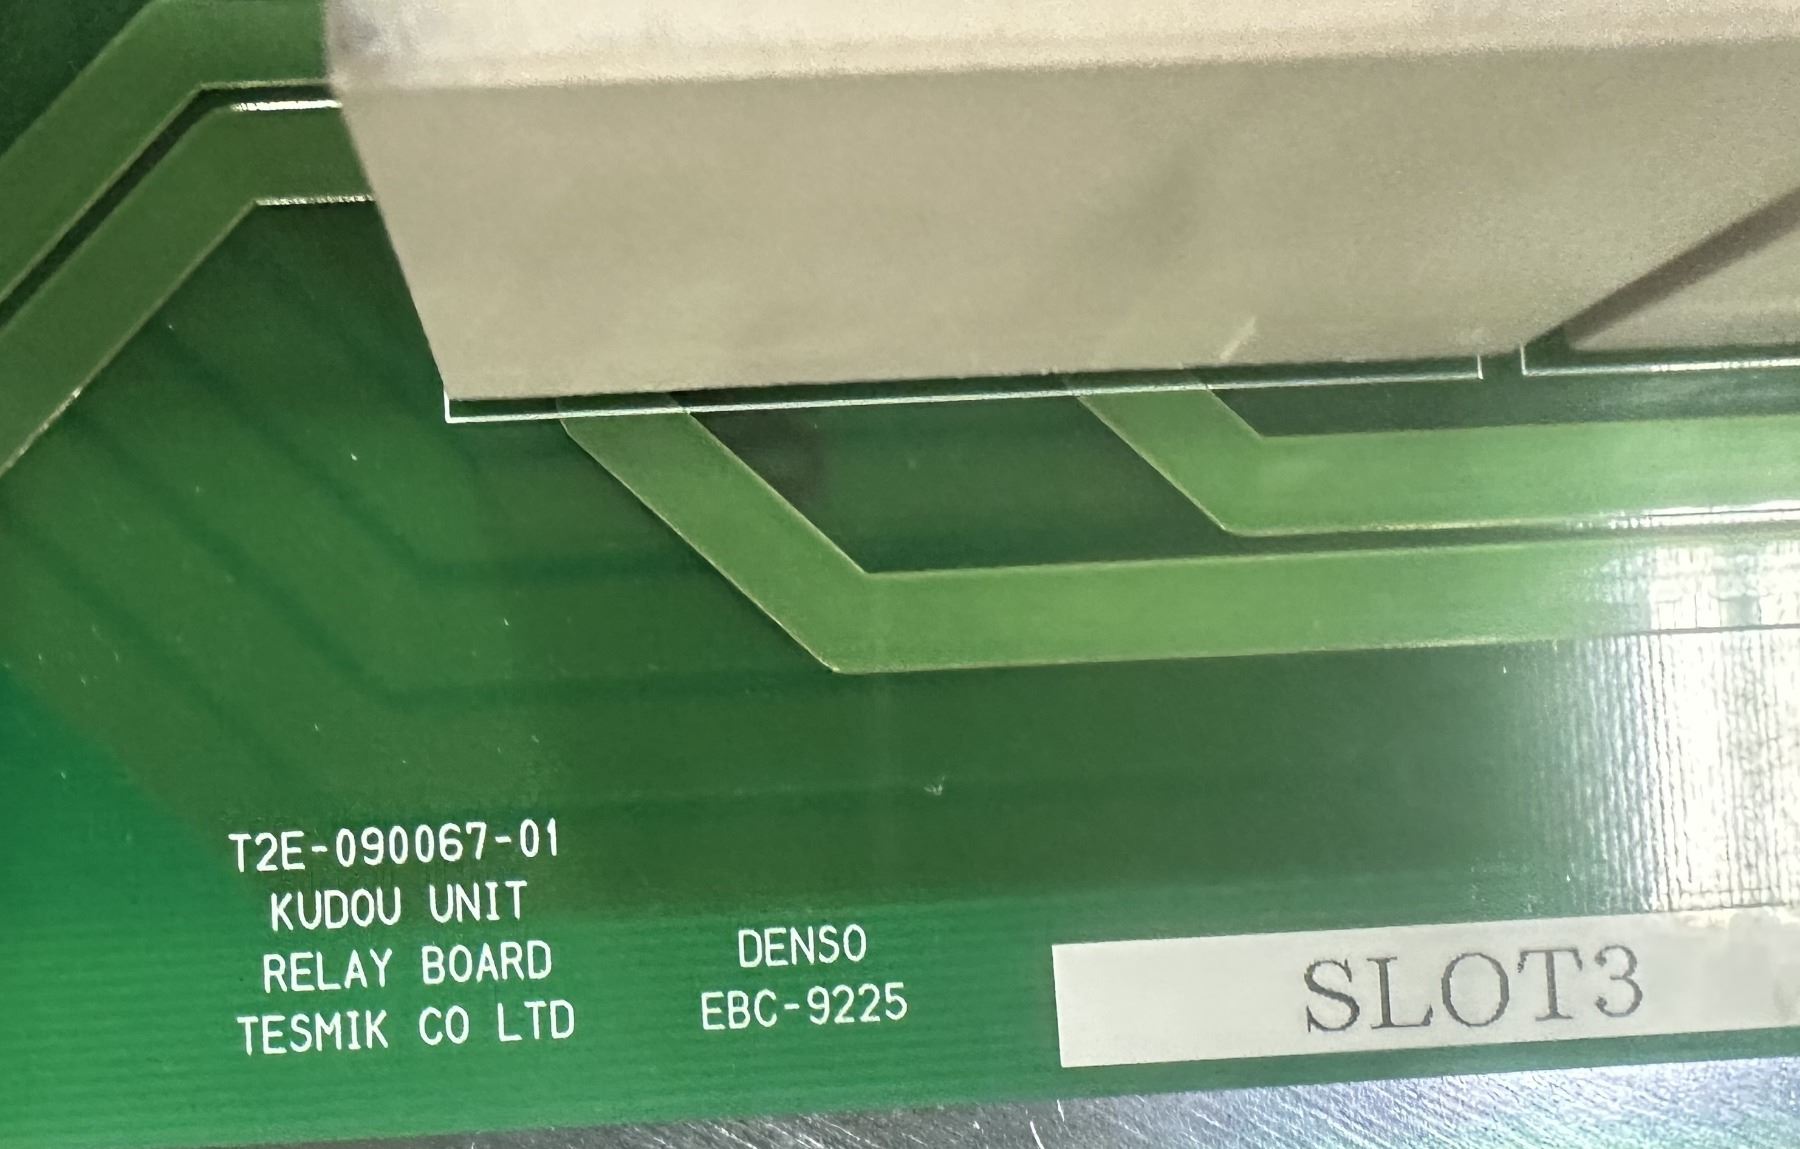 T2E-090067-01
KUDOU UNIT
RELAY BOARD
TESMIK CO LTD
DENSO
EBC-9225
SLOT3